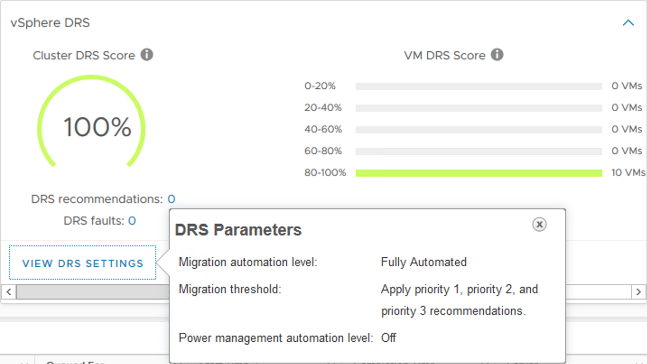 vSphere DRS
Cluster DRS Score
VM DRS Score
100%
0-20% 0 VMs
20-40% 0 VMs
40-60% 0 VMs
60-80% 0 VMs
80-100% 10 VMs
DRS recommendations: 0
DRS faults: 0
VIEW DRS SETTINGS
DRS Parameters
Migration automation level: Fully Automated
Migration threshold: Apply priority 1, priority 2, and
priority 3 recommendations.
Power management automation level: Off